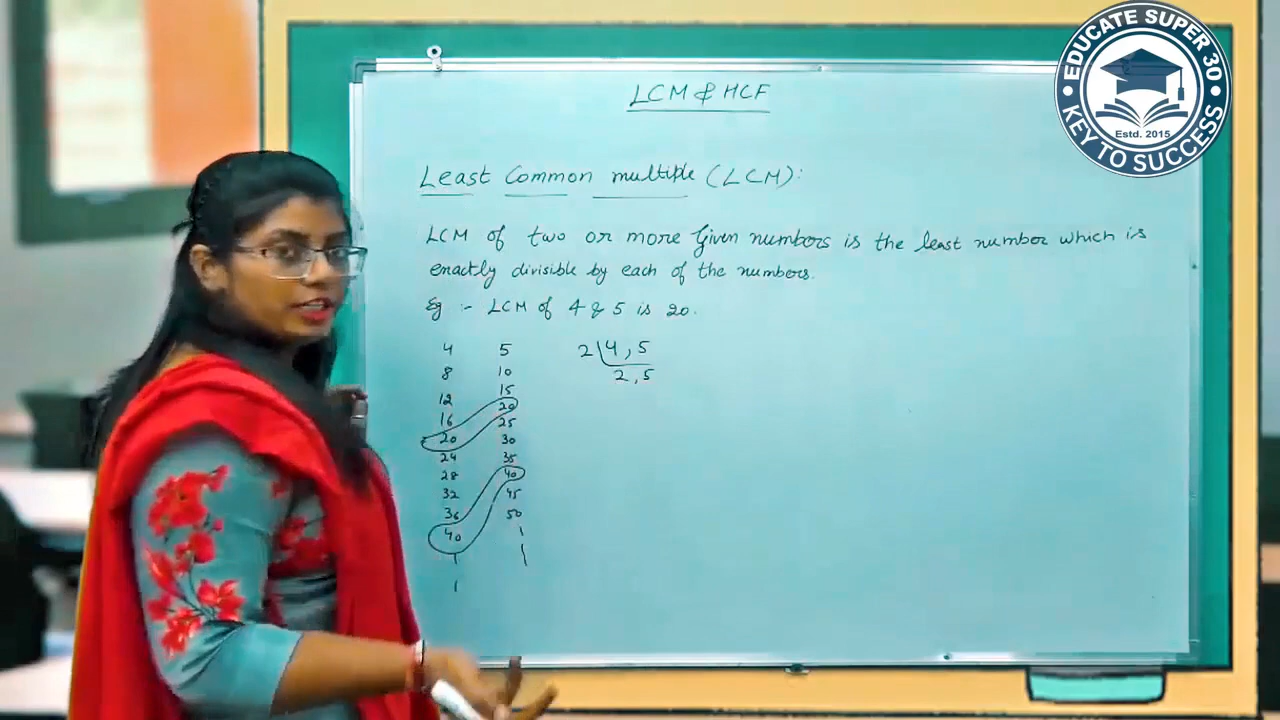 EDUCATE SUPER 30
Estd. 2015
KEY TO SUCCESS
LCM & HCF
Least Common multiple (LCM):
LCM of two or more Given numbers is the least number which is
exactly divisible by each of the numbers.
Eg :- LCM of 4 & 5 is 20.
4 5 2 4, 5
8 10 2, 5
12 15
16 20
20 25
24 30
28 35
32 40
36 45
40 50